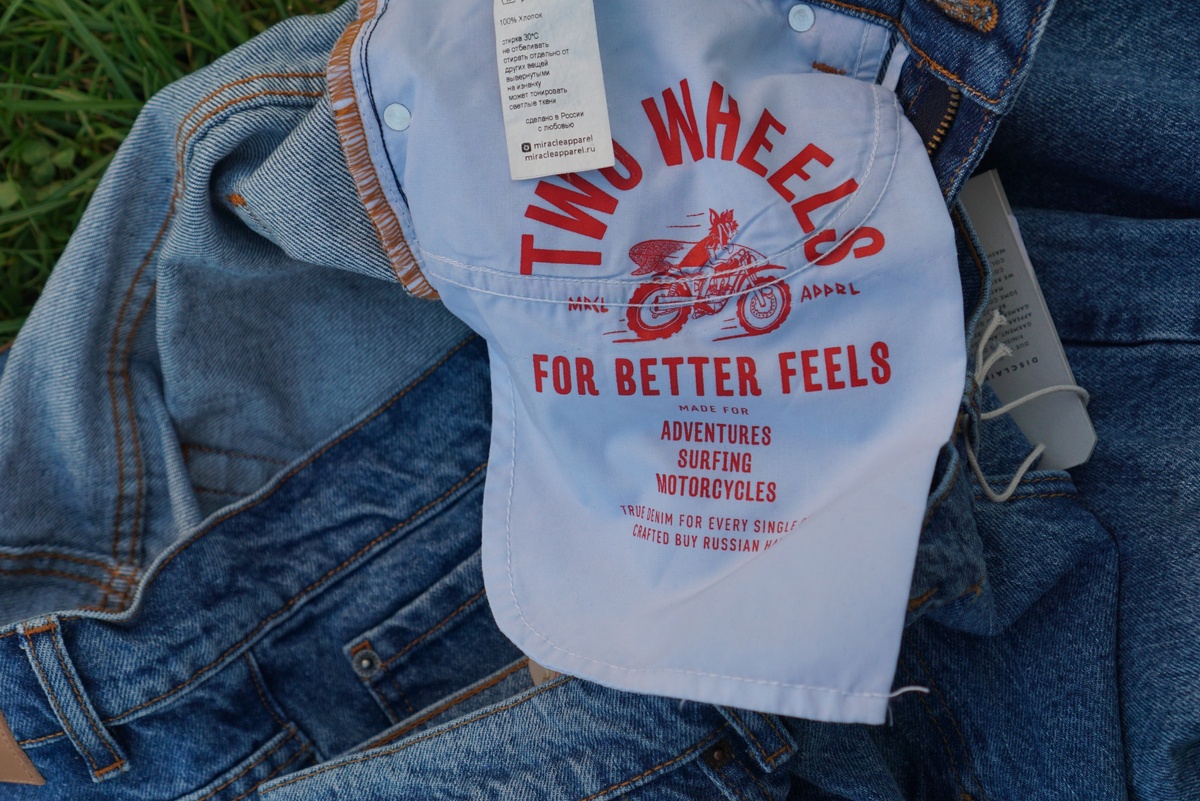 100% Хлопок
стирка 30°С
не отбеливать
стирать отдельно от
других вещей
вывернутыми
на изнанку
может тонировать
светлые ткани
сделано в России
с любовью
miracleapparel
miracleapparel.ru
TWO WHEELS
MRCL APPRL
FOR BETTER FEELS
MADE FOR
ADVENTURES
SURFING
MOTORCYCLES
TRUE DENIM FOR EVERY SINGLE
CRAFTED BUY RUSSIAN